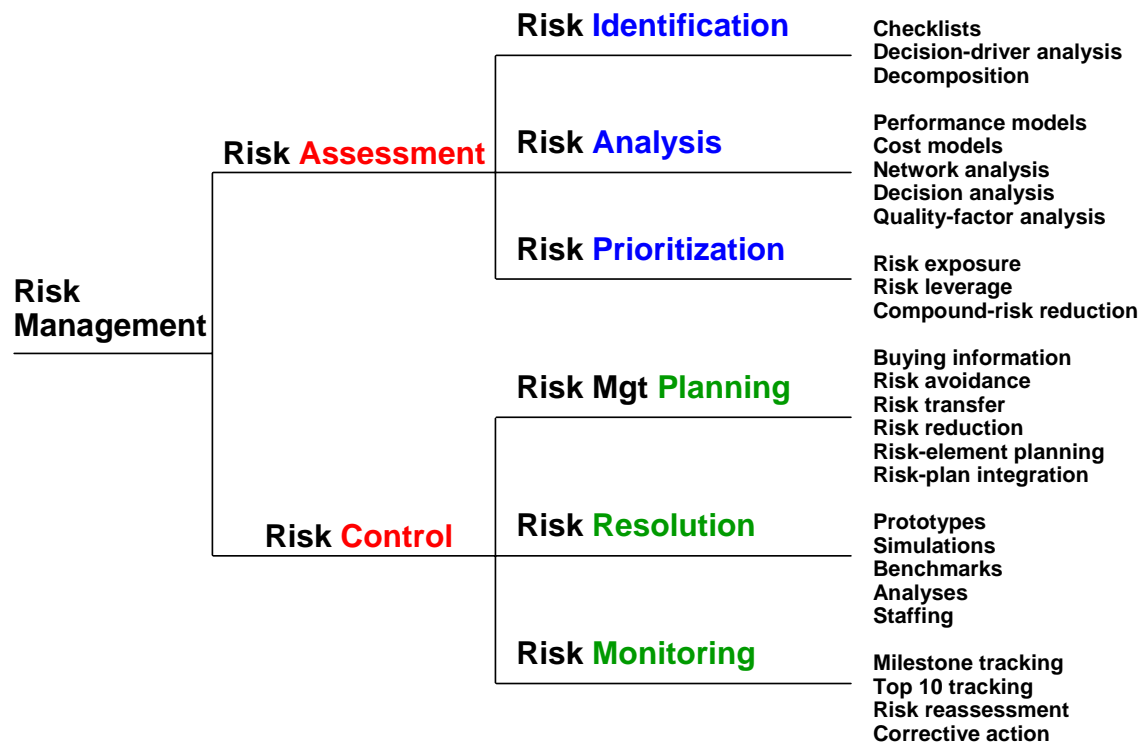 Risk
Management
Risk Assessment
Risk Identification
Checklists
Decision-driver analysis
Decomposition
Risk Analysis
Performance models
Cost models
Network analysis
Decision analysis
Quality-factor analysis
Risk Prioritization
Risk exposure
Risk leverage
Compound-risk reduction
Risk Control
Risk Mgt Planning
Buying information
Risk avoidance
Risk transfer
Risk reduction
Risk-element planning
Risk-plan integration
Risk Resolution
Prototypes
Simulations
Benchmarks
Analyses
Staffing
Risk Monitoring
Milestone tracking
Top 10 tracking
Risk reassessment
Corrective action